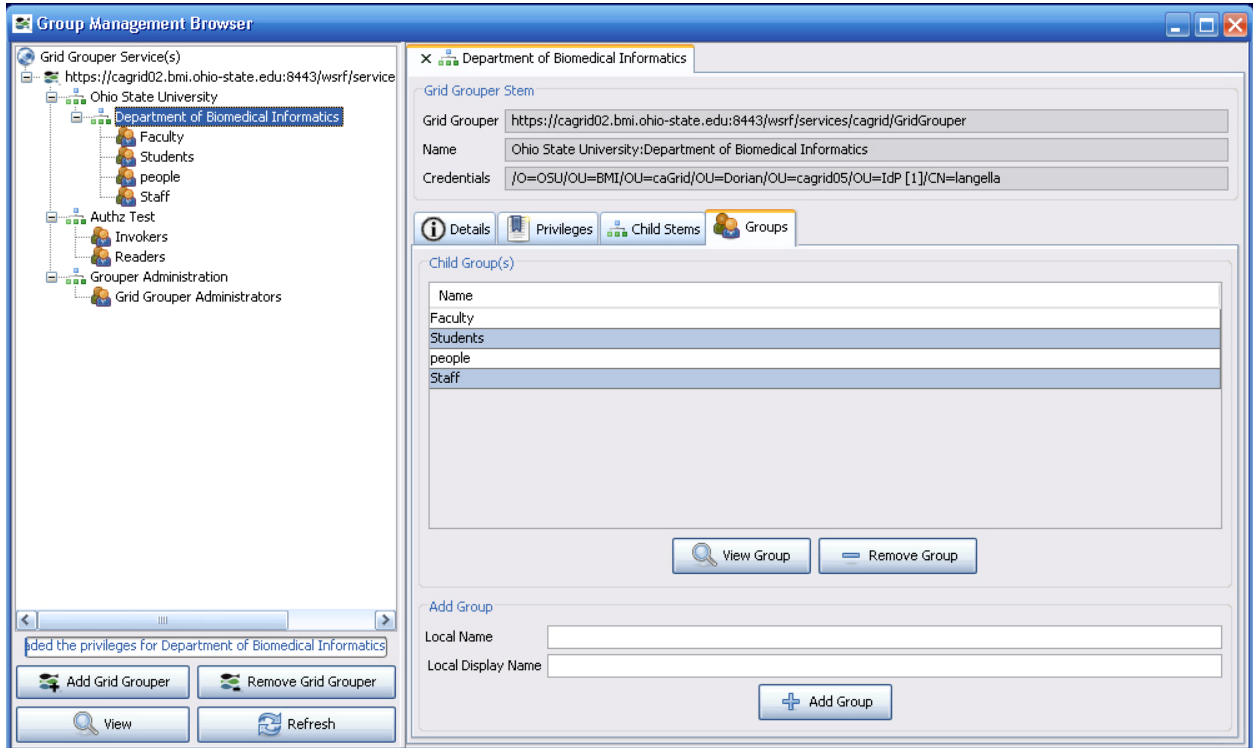 Group Management Browser
Grid Grouper Service(s)
https://cagrid02.bmi.ohio-state.edu:8443/wsrf/service
Ohio State University
Department of Biomedical Informatics
Faculty
Students
people
Staff
Authz Test
Invokers
Readers
Grouper Administration
Grid Grouper Administrators
ded the privileges for Department of Biomedical Informatics
Add Grid Grouper
Remove Grid Grouper
View
Refresh
Department of Biomedical Informatics
Grid Grouper Stem
Grid Grouper https://cagrid02.bmi.ohio-state.edu:8443/wsrf/services/cagrid/GridGrouper
Name Ohio State University:Department of Biomedical Informatics
Credentials /O=OSU/OU=BMI/OU=caGrid/OU=Dorian/OU=cagrid05/OU=IdP [1]/CN=langella
Details Privileges Child Stems Groups
Child Group(s)
Name
Faculty
Students
people
Staff
View Group Remove Group
Add Group
Local Name
Local Display Name
Add Group